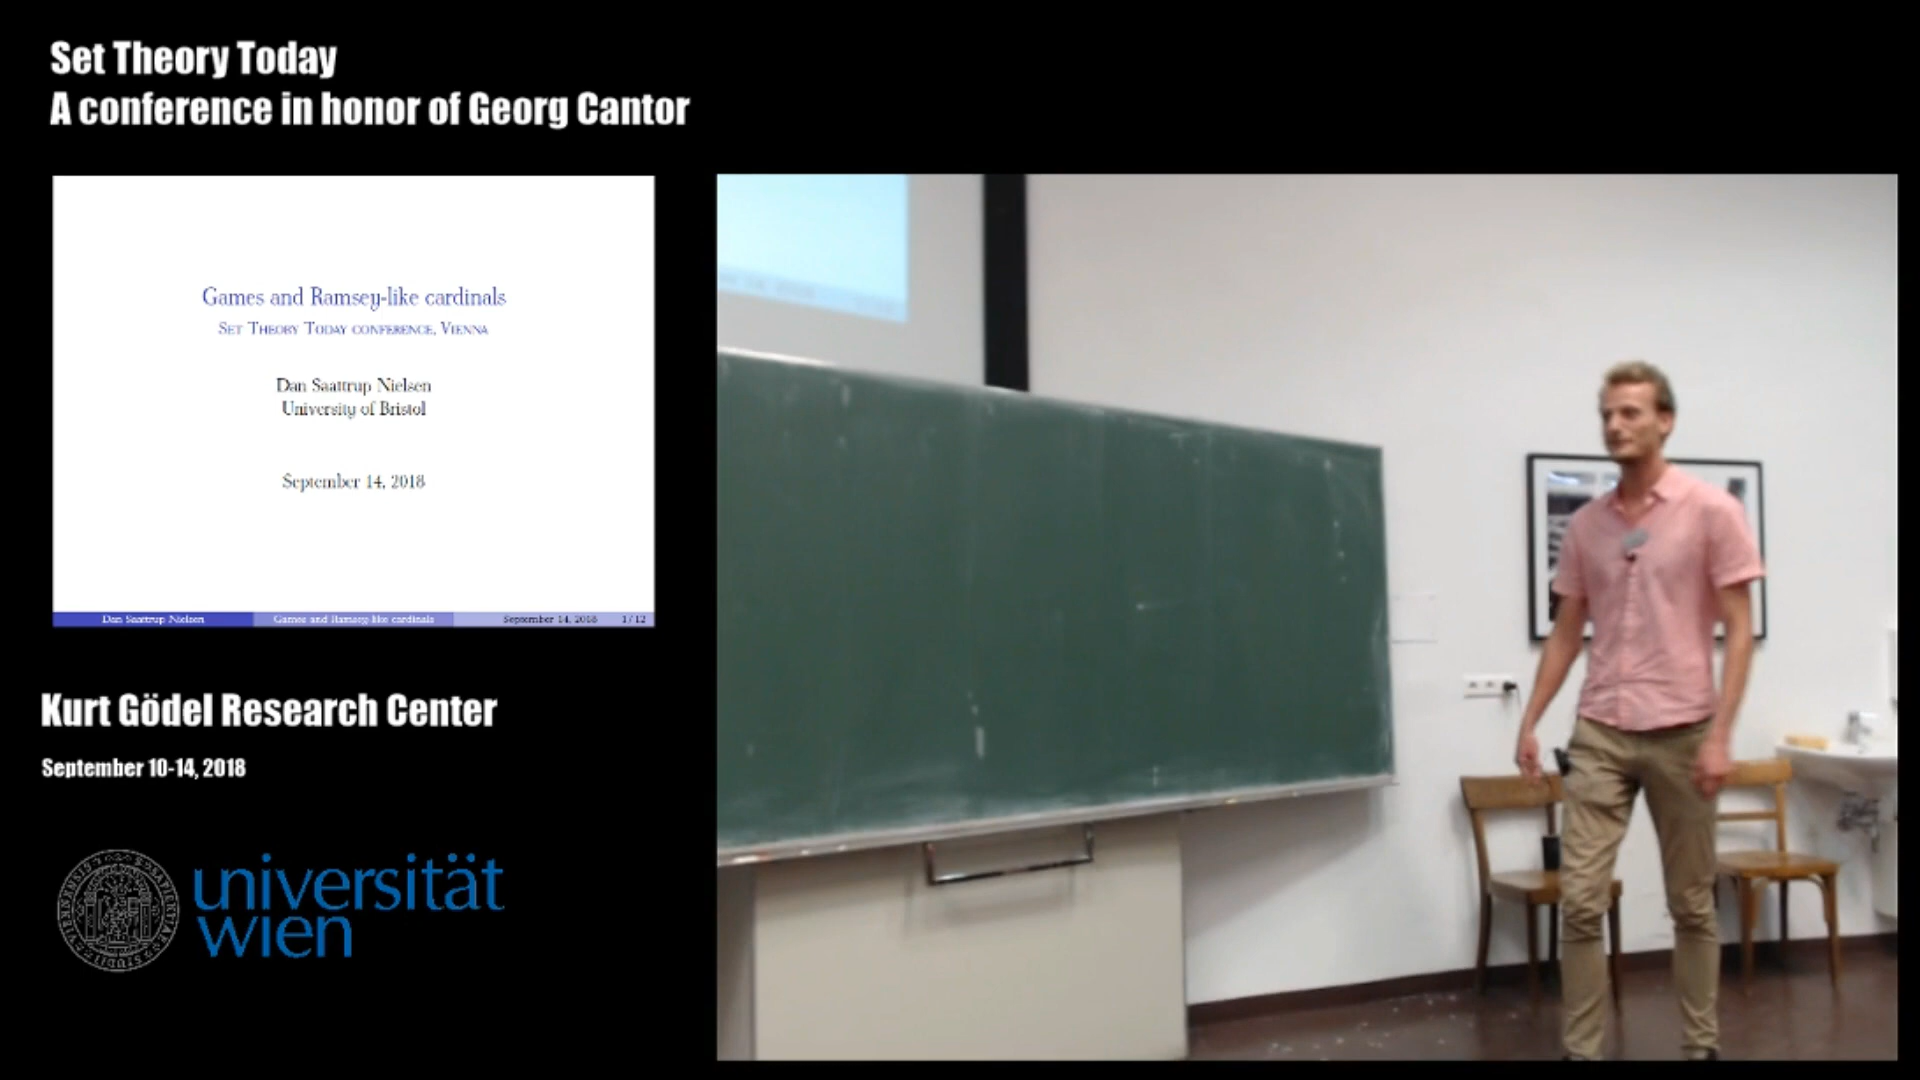 Set Theory Today
A conference in honor of Georg Cantor
Games and Ramsey-like cardinals
Set Theory Today conference, Vienna
Dan Saattrup Nielsen
University of Bristol
September 14, 2018
Dan Saattrup Nielsen Games and Ramsey-like cardinals September 14, 2018 1 / 12
Kurt Gödel Research Center
September 10-14, 2018
universität
wien